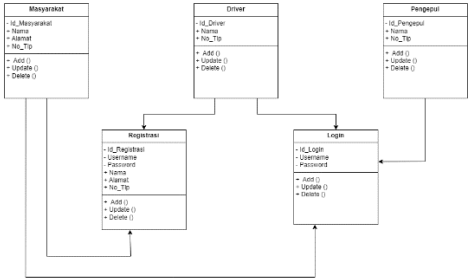 Masyarakat
- Id_Masyarakat
+ Nama
+ Alamat
+ No_Tlp
+ Add ()
+ Update ()
+ Delete ()
Driver
- Id_Driver
+ Nama
+ No_Tlp
+ Add ()
+ Update ()
+ Delete ()
Pengepul
- Id_Pengepul
+ Nama
+ No_Tlp
+ Add ()
+ Update ()
+ Delete ()
Registrasi
- Id_Registrasi
- Username
- Password
+ Nama
+ Alamat
+ No_Tlp
+ Add ()
+ Update ()
+ Delete ()
Login
- Id_Login
- Username
- Password
+ Add ()
+ Update ()
+ Delete ()